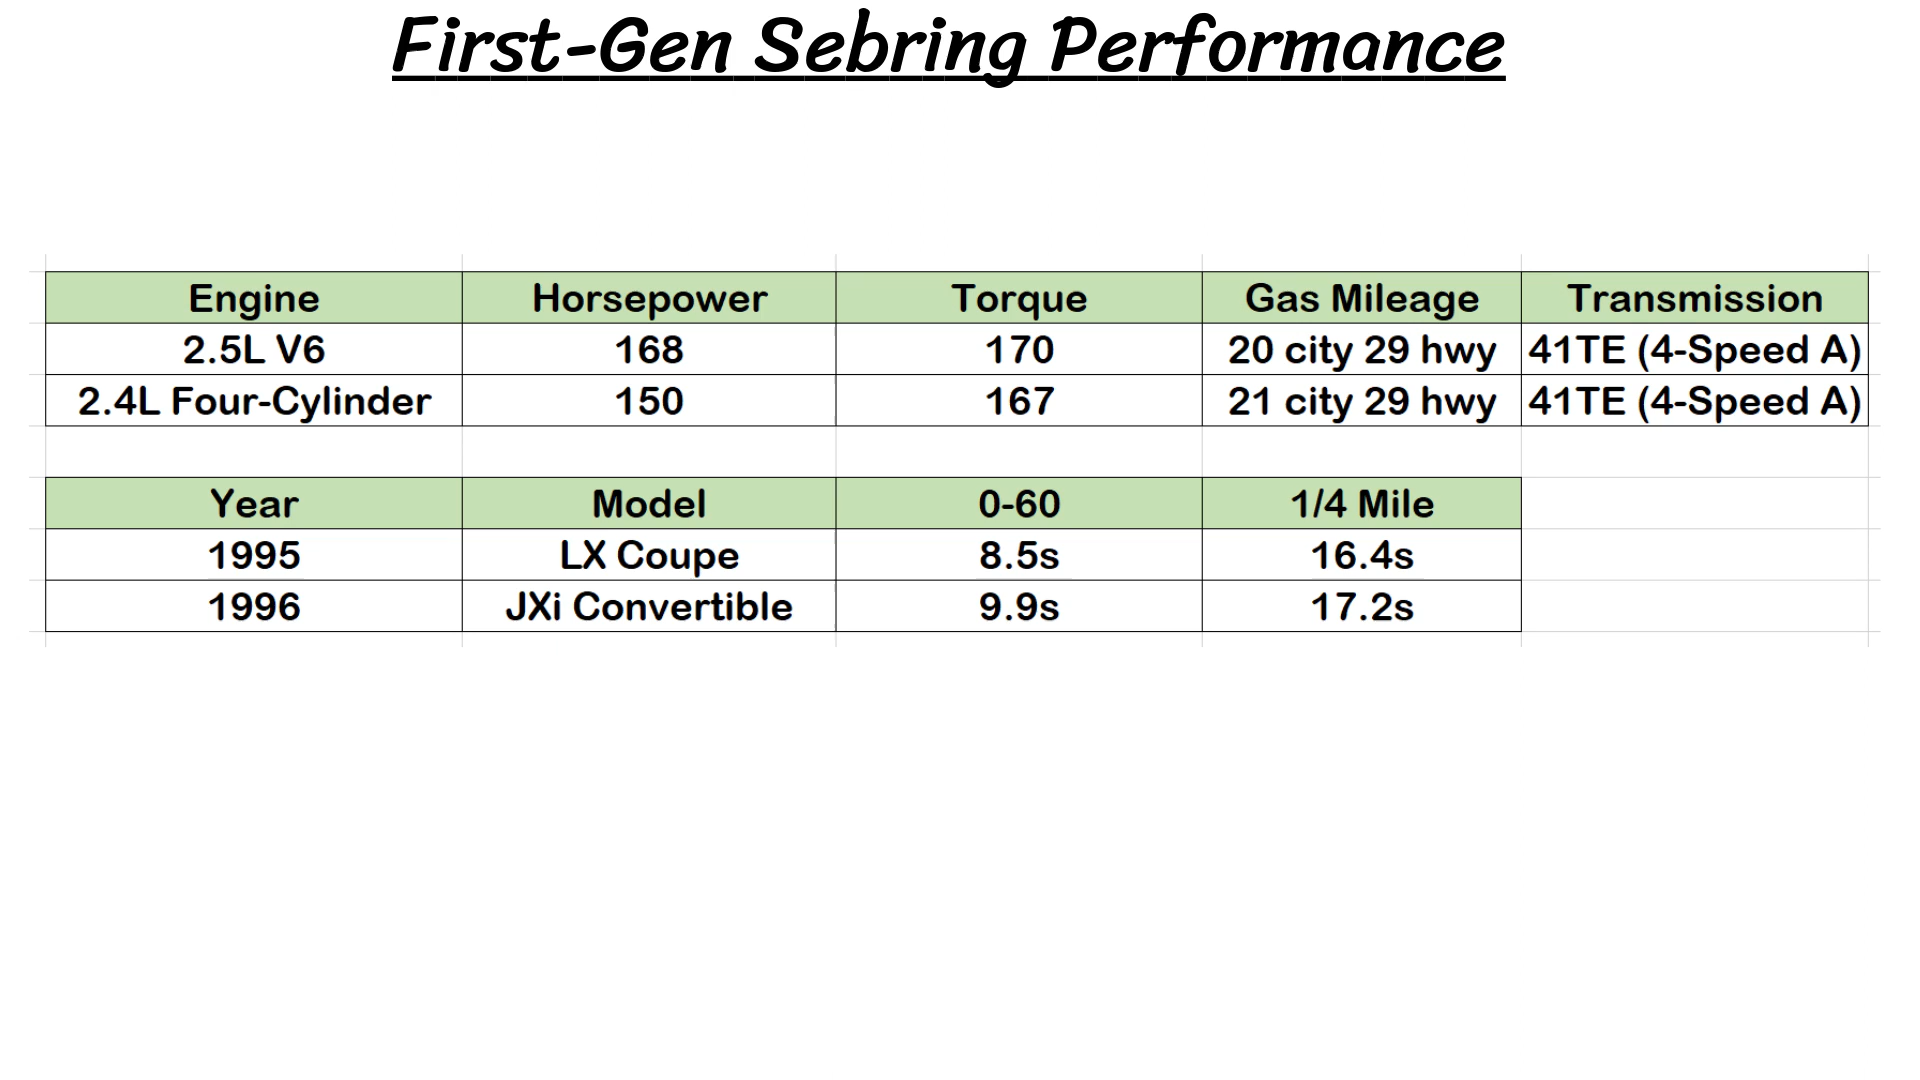 First-Gen Sebring Performance
Engine Horsepower Torque Gas Mileage Transmission
2.5L V6 168 170 20 city 29 hwy 41TE (4-Speed A)
2.4L Four-Cylinder 150 167 21 city 29 hwy 41TE (4-Speed A)
Year Model 0-60 1/4 Mile
1995 LX Coupe 8.5s 16.4s
1996 JXi Convertible 9.9s 17.2s